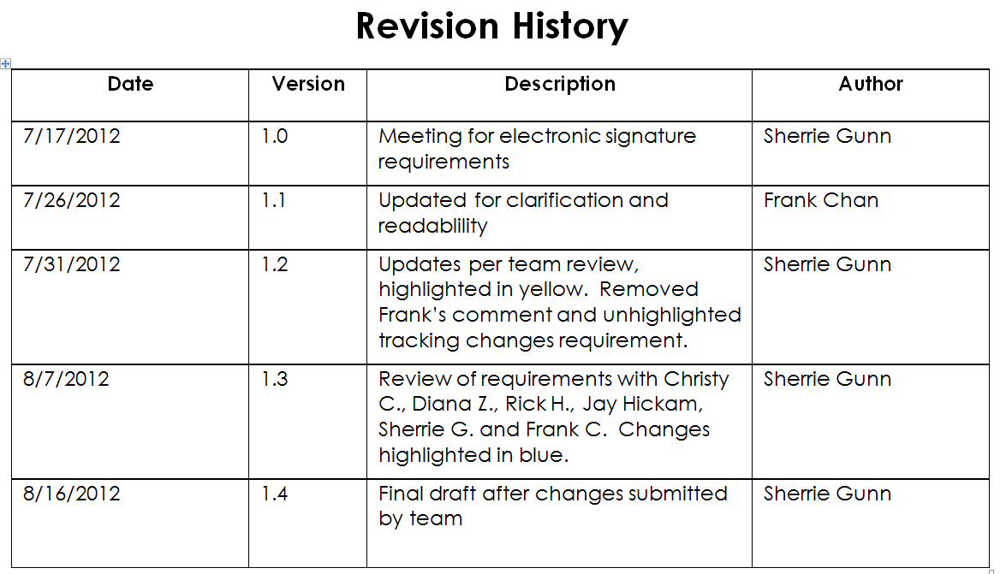 Revision History
Date Version Description Author
7/17/2012 1.0 Meeting for electronic signature Sherrie Gunn
requirements
7/26/2012 1.1 Updated for clarification and Frank Chan
readablility
7/31/2012 1.2 Updates per team review, Sherrie Gunn
highlighted in yellow.  Removed
Frank’s comment and unhighlighted
tracking changes requirement.
8/7/2012 1.3 Review of requirements with Christy Sherrie Gunn
C., Diana Z., Rick H., Jay Hickam,
Sherrie G. and Frank C.  Changes
highlighted in blue.
8/16/2012 1.4 Final draft after changes submitted Sherrie Gunn
by team